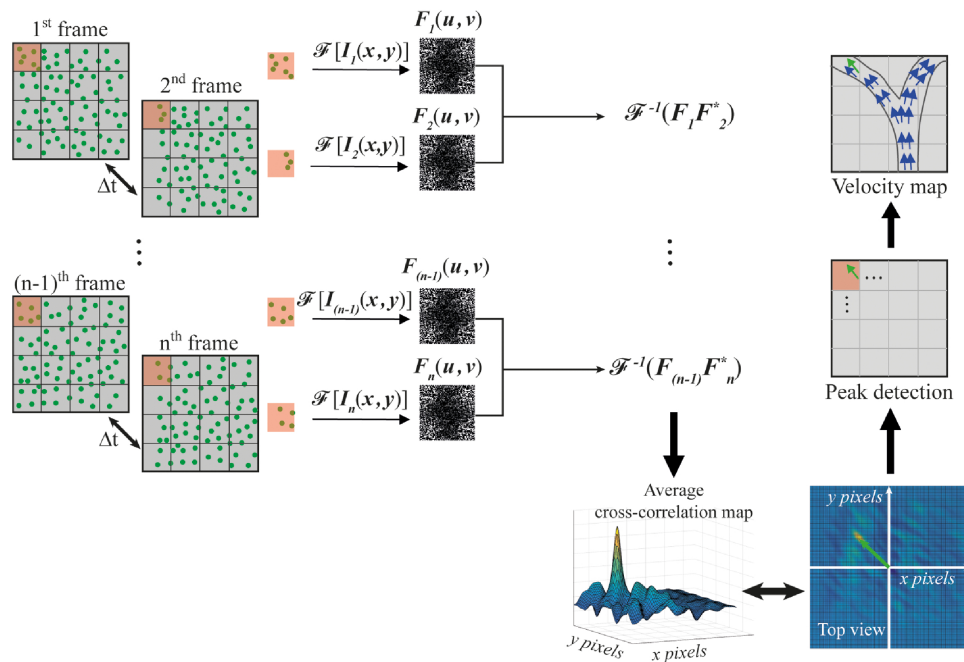 1st frame
2nd frame
Δt
ℱ[I1(x,y)]
F1(u,v)
ℱ[I2(x,y)]
F2(u,v)
ℱ-1(F1F*2)
Velocity map
(n-1)th frame
nth frame
Δt
ℱ[I(n-1)(x,y)]
F(n-1)(u,v)
ℱ[In(x,y)]
Fn(u,v)
ℱ-1(F(n-1)F*n)
Peak detection
Average
cross-correlation map
y pixels
x pixels
y pixels
x pixels
Top view